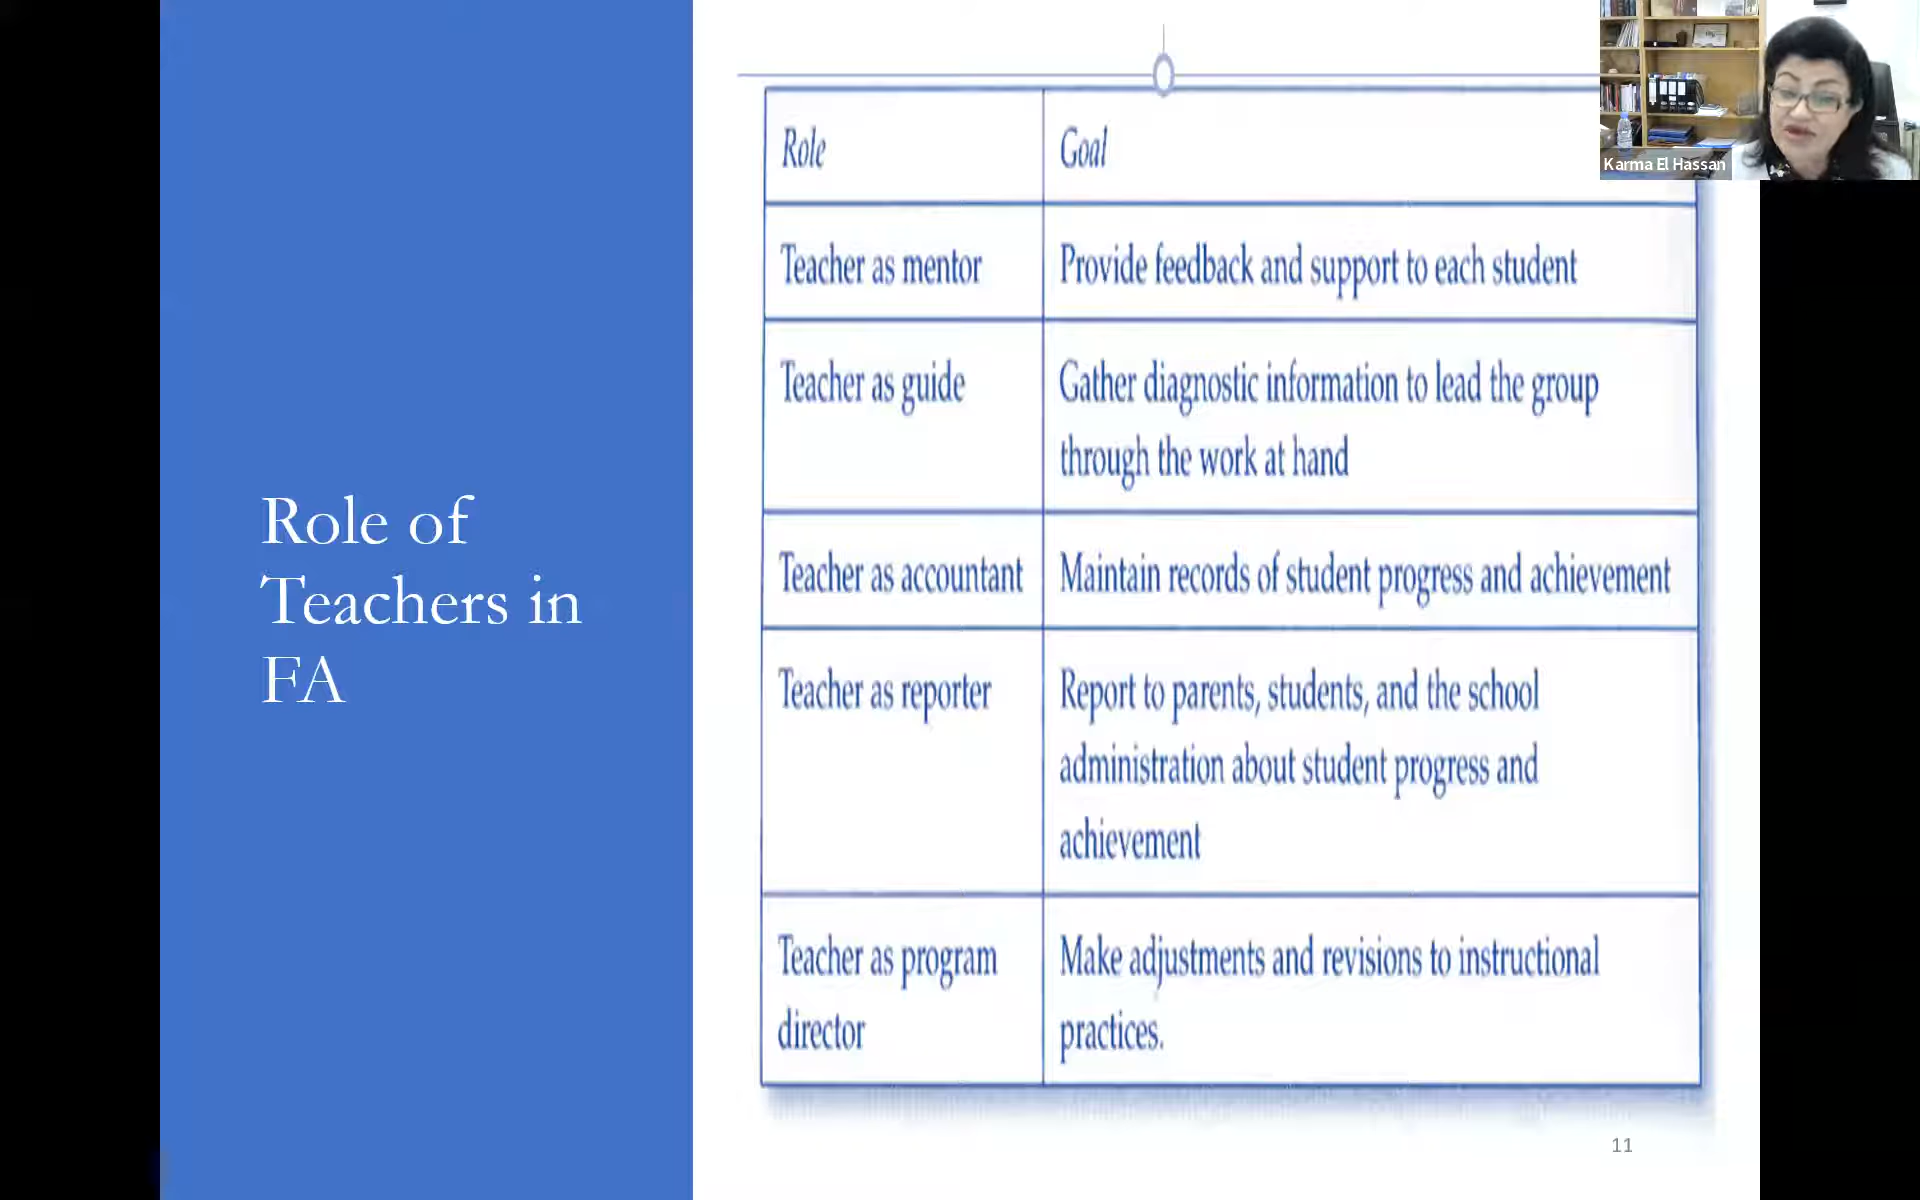 Role of
Teachers in
FA
Role
Goal
Teacher as mentor
Provide feedback and support to each student
Teacher as guide
Gather diagnostic information to lead the group
through the work at hand
Teacher as accountant
Maintain records of student progress and achievement
Teacher as reporter
Report to parents, students, and the school
administration about student progress and
achievement
Teacher as program
director
Make adjustments and revisions to instructional
practices.
11
Karma El Hassan